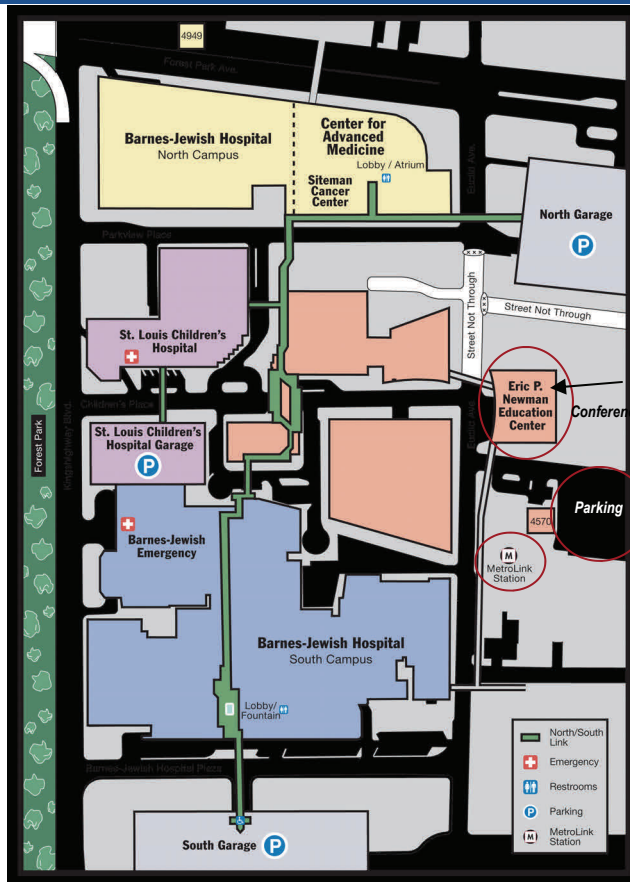 4949
Forest Park Ave.
Barnes-Jewish Hospital
North Campus
Center for
Advanced
Medicine
Lobby / Atrium
Siteman
Cancer
Center
Euclid Ave.
North Garage
P
Parkview Place
Street Not Through
Street Not Through
St. Louis Children's
Hospital
Eric P.
Newman
Education
Center
Conferen
Children's Place
Euclid Ave
Kingshighway Blvd.
Forest Park
St. Louis Children's
Hospital Garage
P
Parking
4570
Barnes-Jewish
Emergency
M
MetroLink
Station
Barnes-Jewish Hospital
South Campus
Lobby/
Fountain
Barnes-Jewish Hospital Plaza
South Garage P
North/South
Link
Emergency
Restrooms
P Parking
M MetroLink
Station